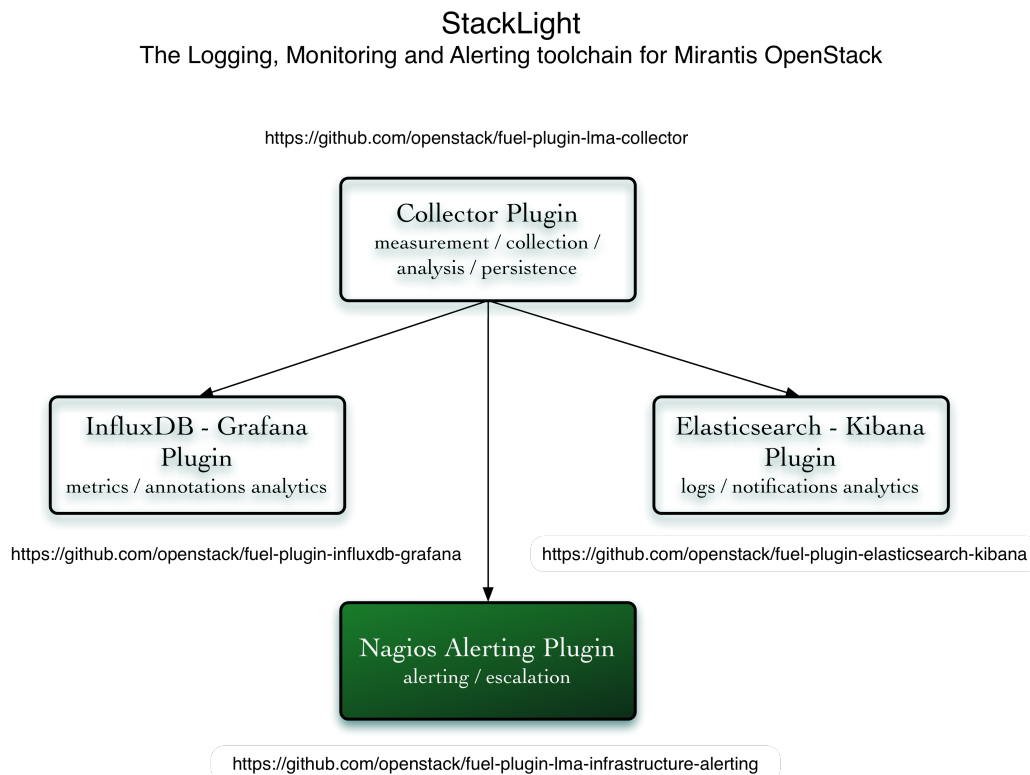 StackLight
The Logging, Monitoring and Alerting toolchain for Mirantis OpenStack
https://github.com/openstack/fuel-plugin-lma-collector
Collector Plugin
measurement / collection /
analysis / persistence
InfluxDB - Grafana
Plugin
metrics / annotations analytics
Elasticsearch - Kibana
Plugin
logs / notifications analytics
https://github.com/openstack/fuel-plugin-influxdb-grafana
https://github.com/openstack/fuel-plugin-elasticsearch-kibana
Nagios Alerting Plugin
alerting / escalation
https://github.com/openstack/fuel-plugin-lma-infrastructure-alerting